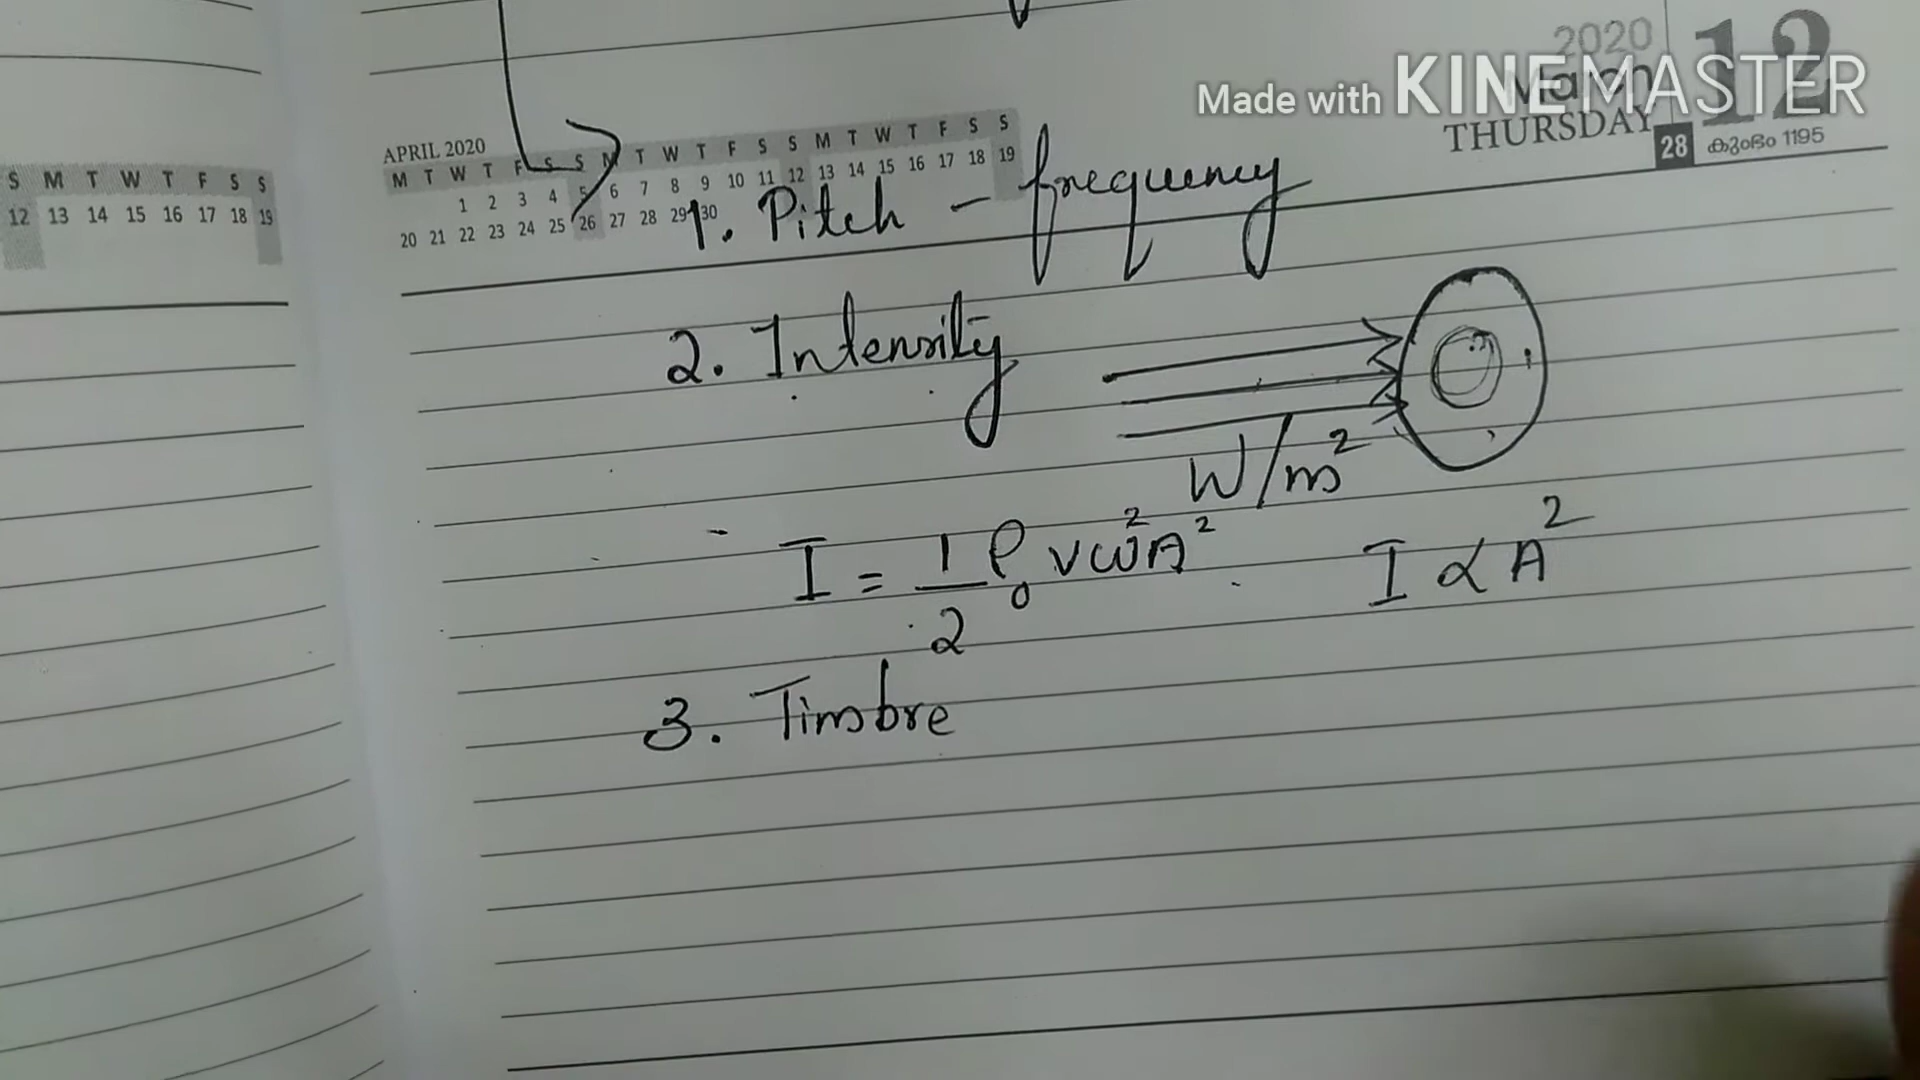 Made with KINEMASTER
2020
March
THURSDAY
12
28 കുംഭം 1195
APRIL 2020
M T W T F S S M T W T F S S M T W T F S S
1 2 3 4 5 6 7 8 9 10 11 12 13 14 15 16 17 18 19
20 21 22 23 24 25 26 27 28 29 30
S M T W T F S S
12 13 14 15 16 17 18 19
1. Pitch - frequency
2. Intensity
W/m²
I = 1/2 ρ₀ v ω² A²
I ∝ A²
3. Timbre